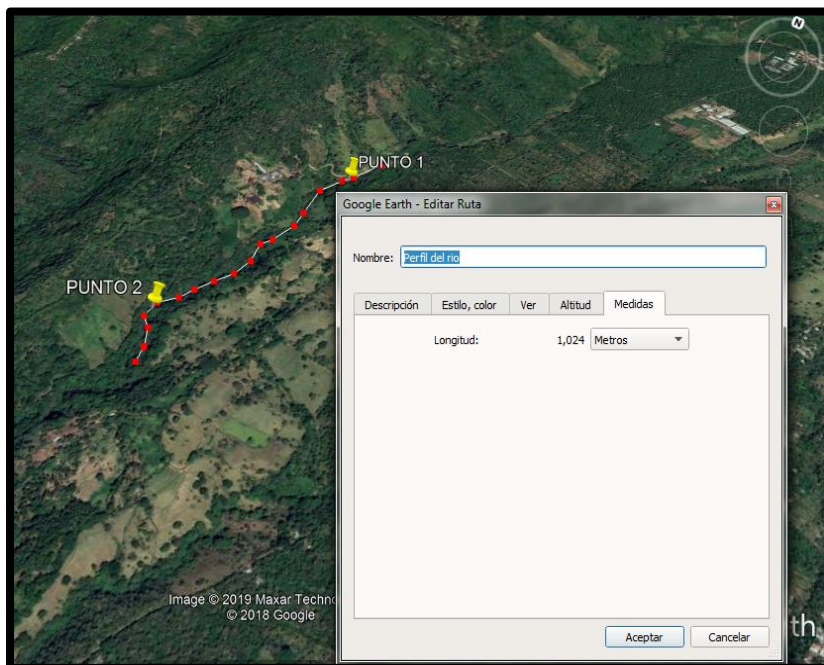 N
PUNTO 1
PUNTO 2
Google Earth - Editar Ruta
Nombre: Perfil del rio
Descripción Estilo, color Ver Altitud Medidas
Longitud: 1,024 Metros
Image © 2019 Maxar Techno
© 2018 Google
th
Aceptar Cancelar